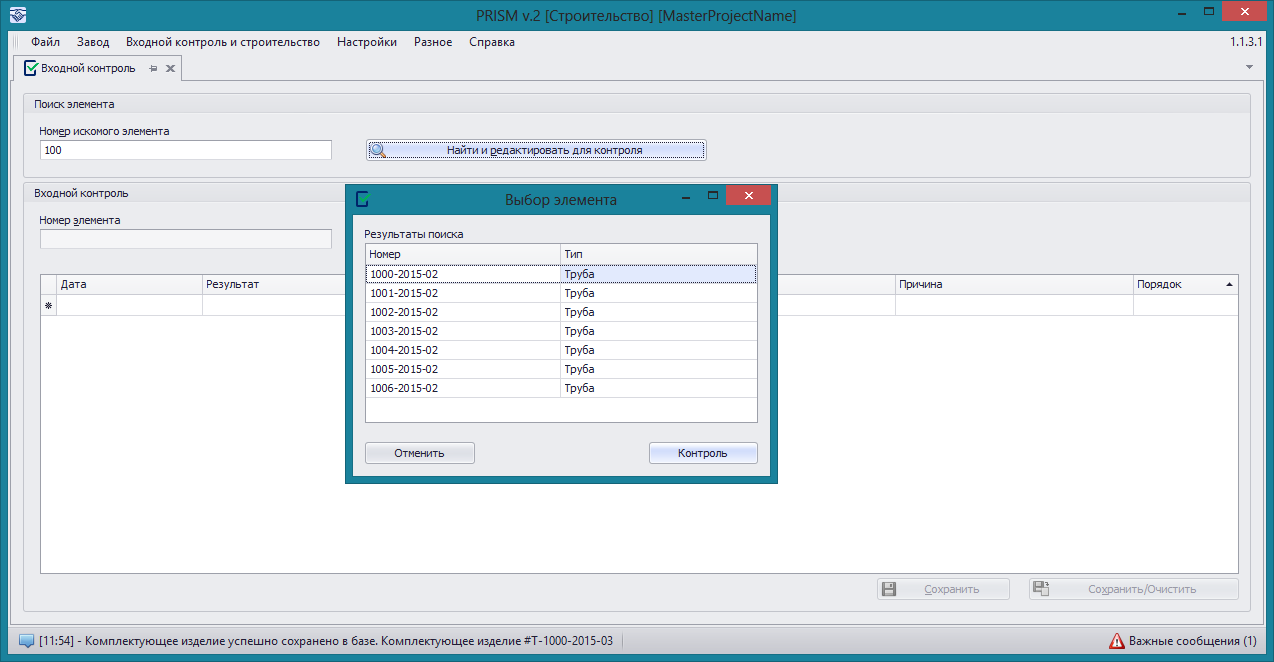 PRISM v.2 [Строительство] [MasterProjectName]
Файл Завод Входной контроль и строительство Настройки Разное Справка 1.1.3.1
Входной контроль
Поиск элемента
Номер искомого элемента
100 Найти и редактировать для контроля
Входной контроль
Номер элемента
Дата Результат Причина Порядок
Выбор элемента
Результаты поиска
Номер Тип
1000-2015-02 Труба
1001-2015-02 Труба
1002-2015-02 Труба
1003-2015-02 Труба
1004-2015-02 Труба
1005-2015-02 Труба
1006-2015-02 Труба
Отменить Контроль
Сохранить Сохранить/Очистить
[11:54] - Комплектующее изделие успешно сохранено в базе. Комплектующее изделие #T-1000-2015-03 Важные сообщения (1)